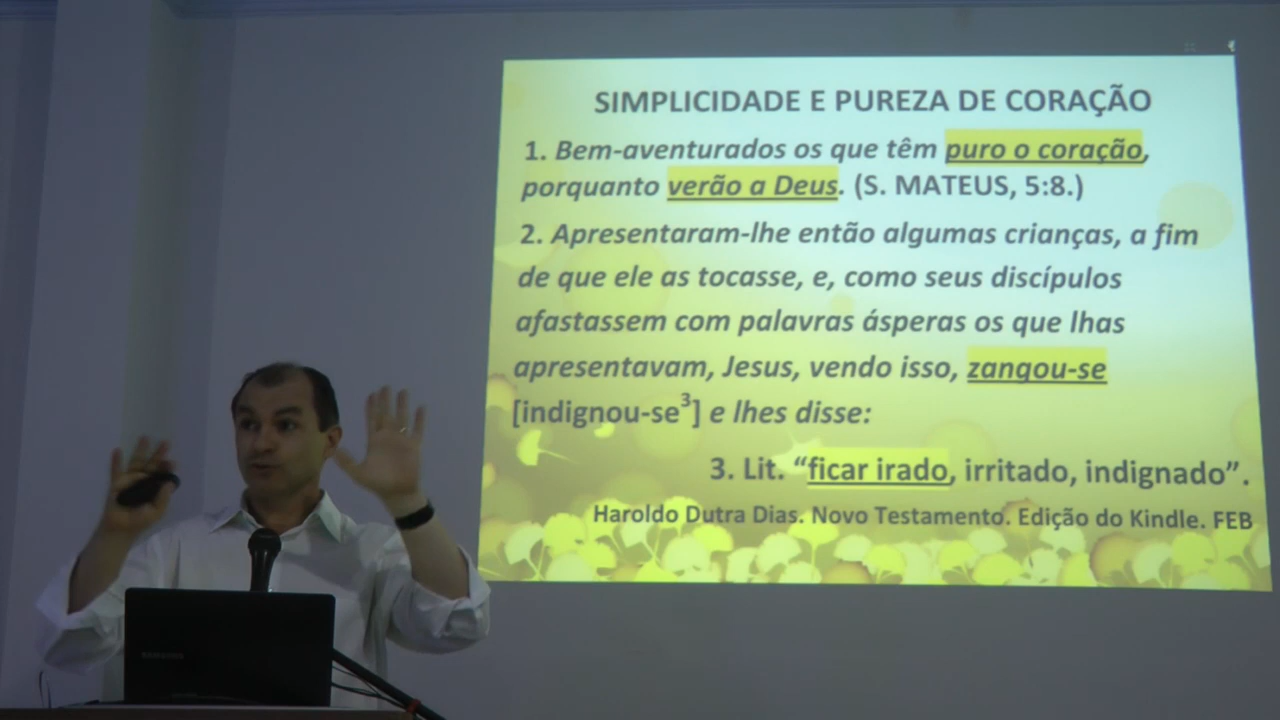 SIMPLICIDADE E PUREZA DE CORAÇÃO
1. Bem-aventurados os que têm puro o coração,
porquanto verão a Deus. (S. MATEUS, 5:8.)
2. Apresentaram-lhe então algumas crianças, a fim
de que ele as tocasse, e, como seus discípulos
afastassem com palavras ásperas os que lhas
apresentavam, Jesus, vendo isso, zangou-se
[indignou-se³] e lhes disse:
3. Lit. “ficar irado, irritado, indignado”.
Haroldo Dutra Dias. Novo Testamento. Edição do Kindle. FEB
SAMSUNG